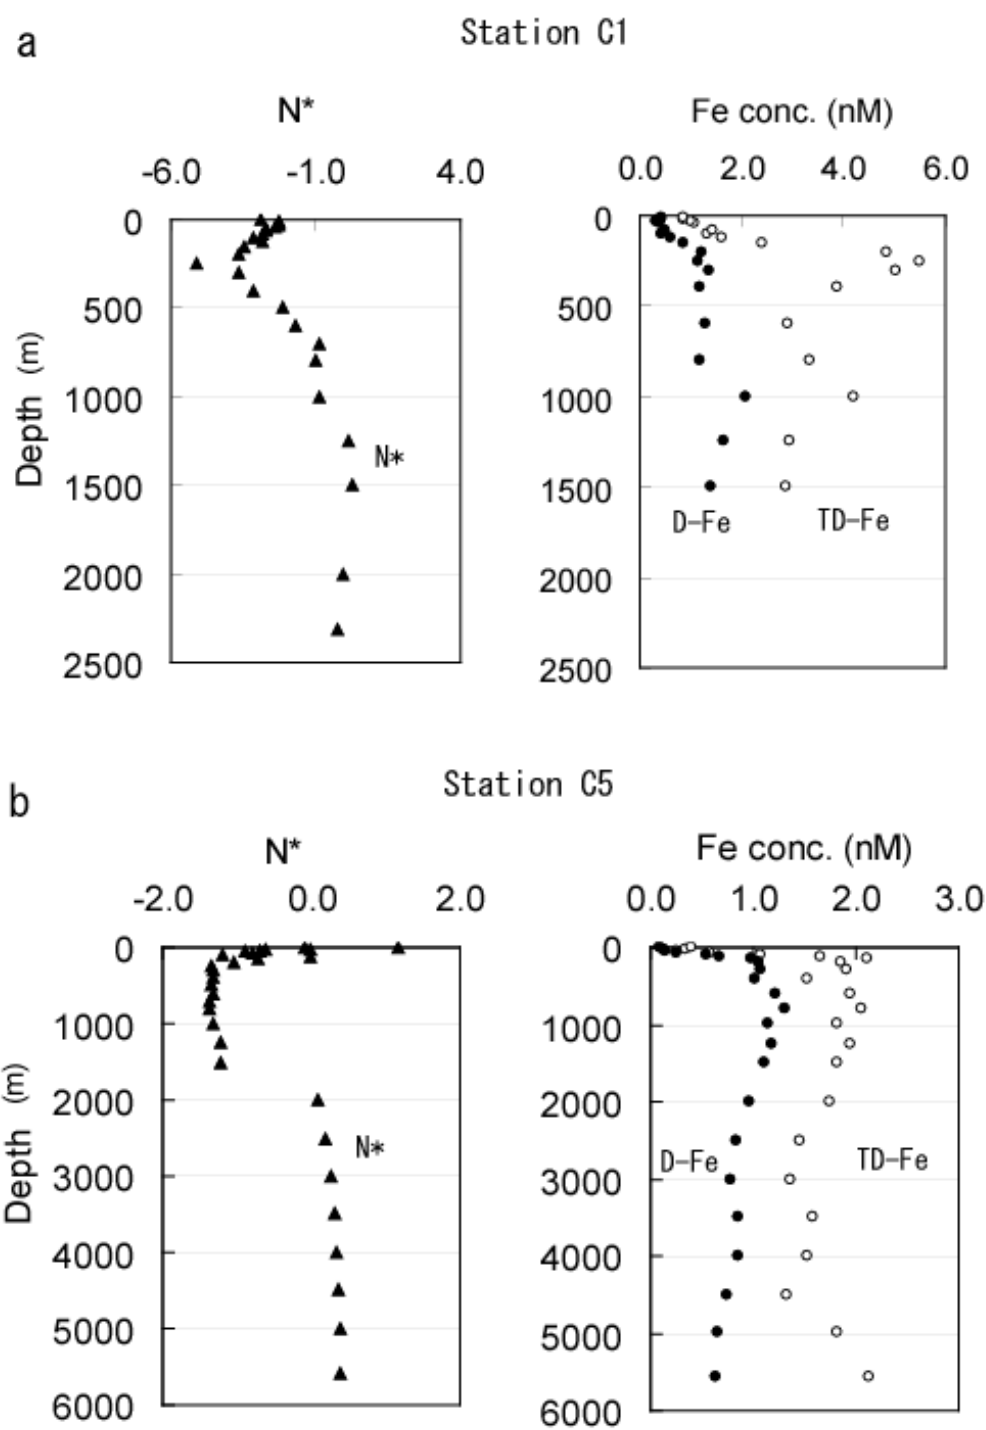 a
Station C1
N*
Fe conc. (nM)
-6.0 -1.0 4.0
0.0 2.0 4.0 6.0
0
500
1000
1500
2000
2500
Depth (m)
N*
0
500
1000
1500
2000
2500
D-Fe
TD-Fe
b
Station C5
N*
Fe conc. (nM)
-2.0 0.0 2.0
0.0 1.0 2.0 3.0
0
1000
2000
3000
4000
5000
6000
Depth (m)
N*
0
1000
2000
3000
4000
5000
6000
D-Fe
TD-Fe